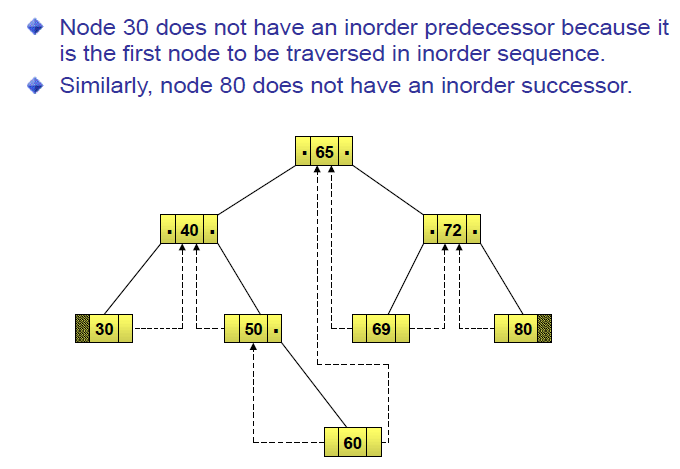 Node 30 does not have an inorder predecessor because it
is the first node to be traversed in inorder sequence.
Similarly, node 80 does not have an inorder successor.
65
40
72
30
50
69
80
60